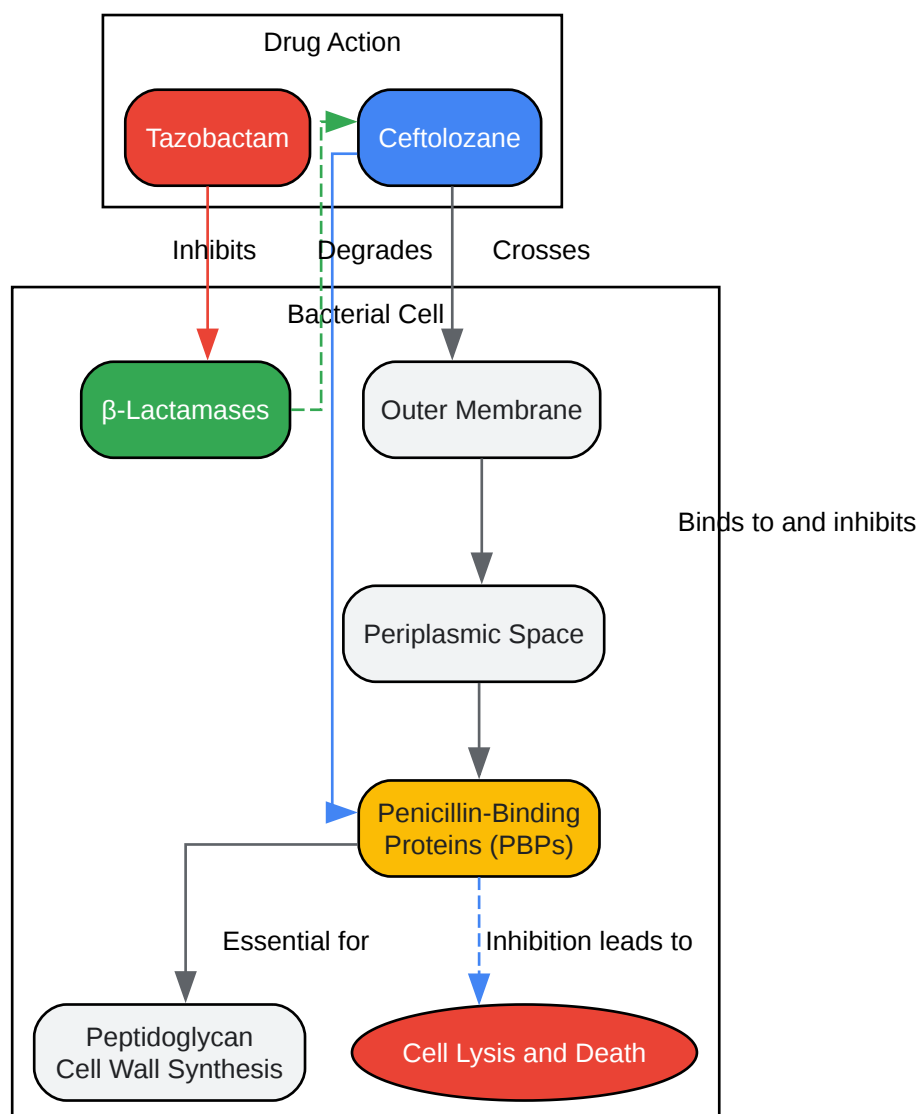 Drug Action
Tazobactam
Ceftolozane
Inhibits
Degrades
Crosses
Bacterial Cell
β-Lactamases
Outer Membrane
Binds to and inhibits
Periplasmic Space
Penicillin-Binding
Proteins (PBPs)
Essential for
Inhibition leads to
Peptidoglycan
Cell Wall Synthesis
Cell Lysis and Death